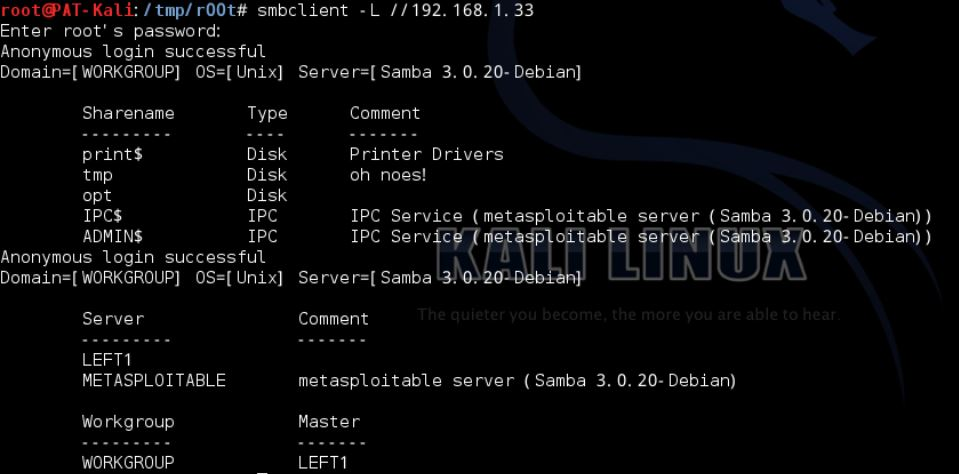 root@PAT-Kali:/tmp/r00t# smbclient -L //192.168.1.33
Enter root's password:
Anonymous login successful
Domain=[WORKGROUP] OS=[Unix] Server=[Samba 3.0.20-Debian]
Sharename Type Comment
--------- ---- -------
print$ Disk Printer Drivers
tmp Disk oh noes!
opt Disk
IPC$ IPC IPC Service (metasploitable server (Samba 3.0.20-Debian))
ADMIN$ IPC IPC Service (metasploitable server (Samba 3.0.20-Debian))
Anonymous login successful
KALI LINUX
Domain=[WORKGROUP] OS=[Unix] Server=[Samba 3.0.20-Debian]
Server Comment
The quieter you become, the more you are able to hear.
--------- -------
LEFT1
METASPLOITABLE metasploitable server (Samba 3.0.20-Debian)
Workgroup Master
--------- -------
WORKGROUP LEFT1